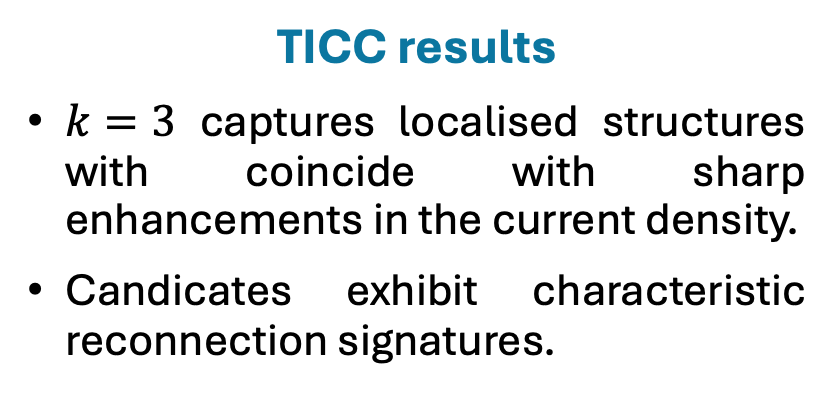 TICC results
• k = 3 captures localised structures
with coincide with sharp
enhancements in the current density.
• Candicates exhibit characteristic
reconnection signatures.